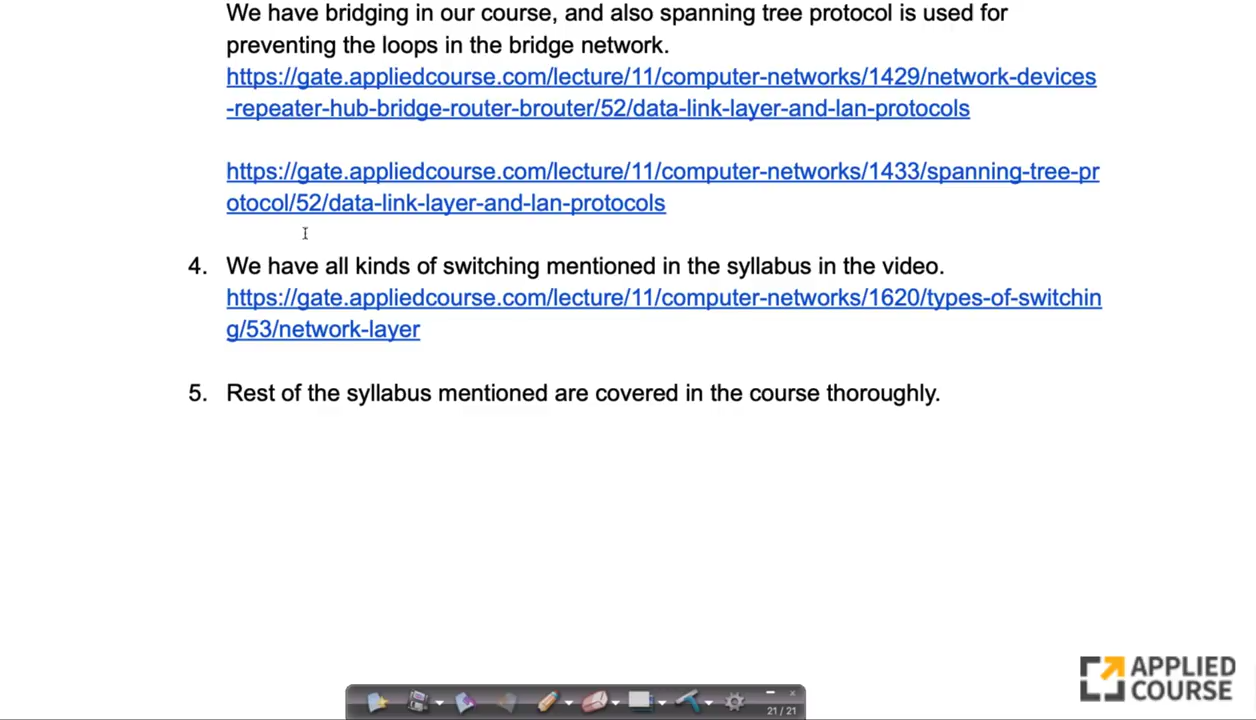 We have bridging in our course, and also spanning tree protocol is used for
preventing the loops in the bridge network.
https://gate.appliedcourse.com/lecture/11/computer-networks/1429/network-devices
-repeater-hub-bridge-router-brouter/52/data-link-layer-and-lan-protocols
https://gate.appliedcourse.com/lecture/11/computer-networks/1433/spanning-tree-pr
otocol/52/data-link-layer-and-lan-protocols
4. We have all kinds of switching mentioned in the syllabus in the video.
https://gate.appliedcourse.com/lecture/11/computer-networks/1620/types-of-switchin
g/53/network-layer
5. Rest of the syllabus mentioned are covered in the course thoroughly.
APPLIED
COURSE
21 / 21